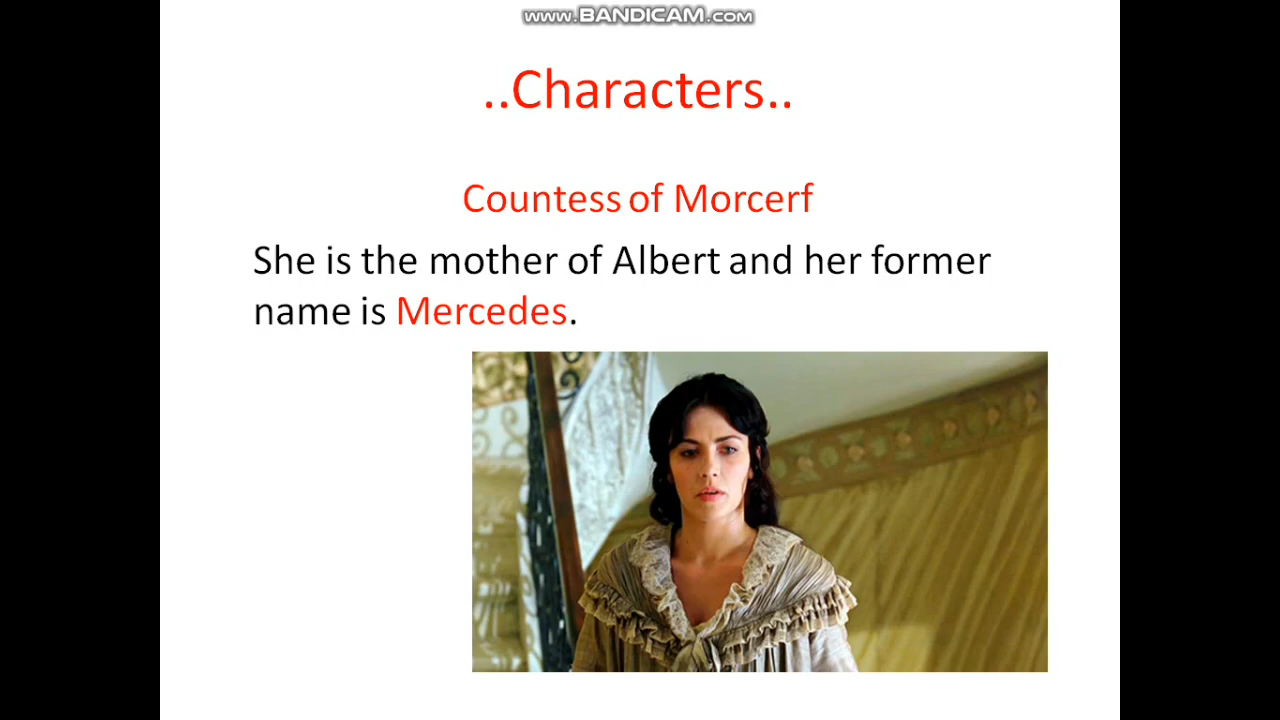 www.BANDICAM.com
..Characters..
Countess of Morcerf
She is the mother of Albert and her former
name is Mercedes.